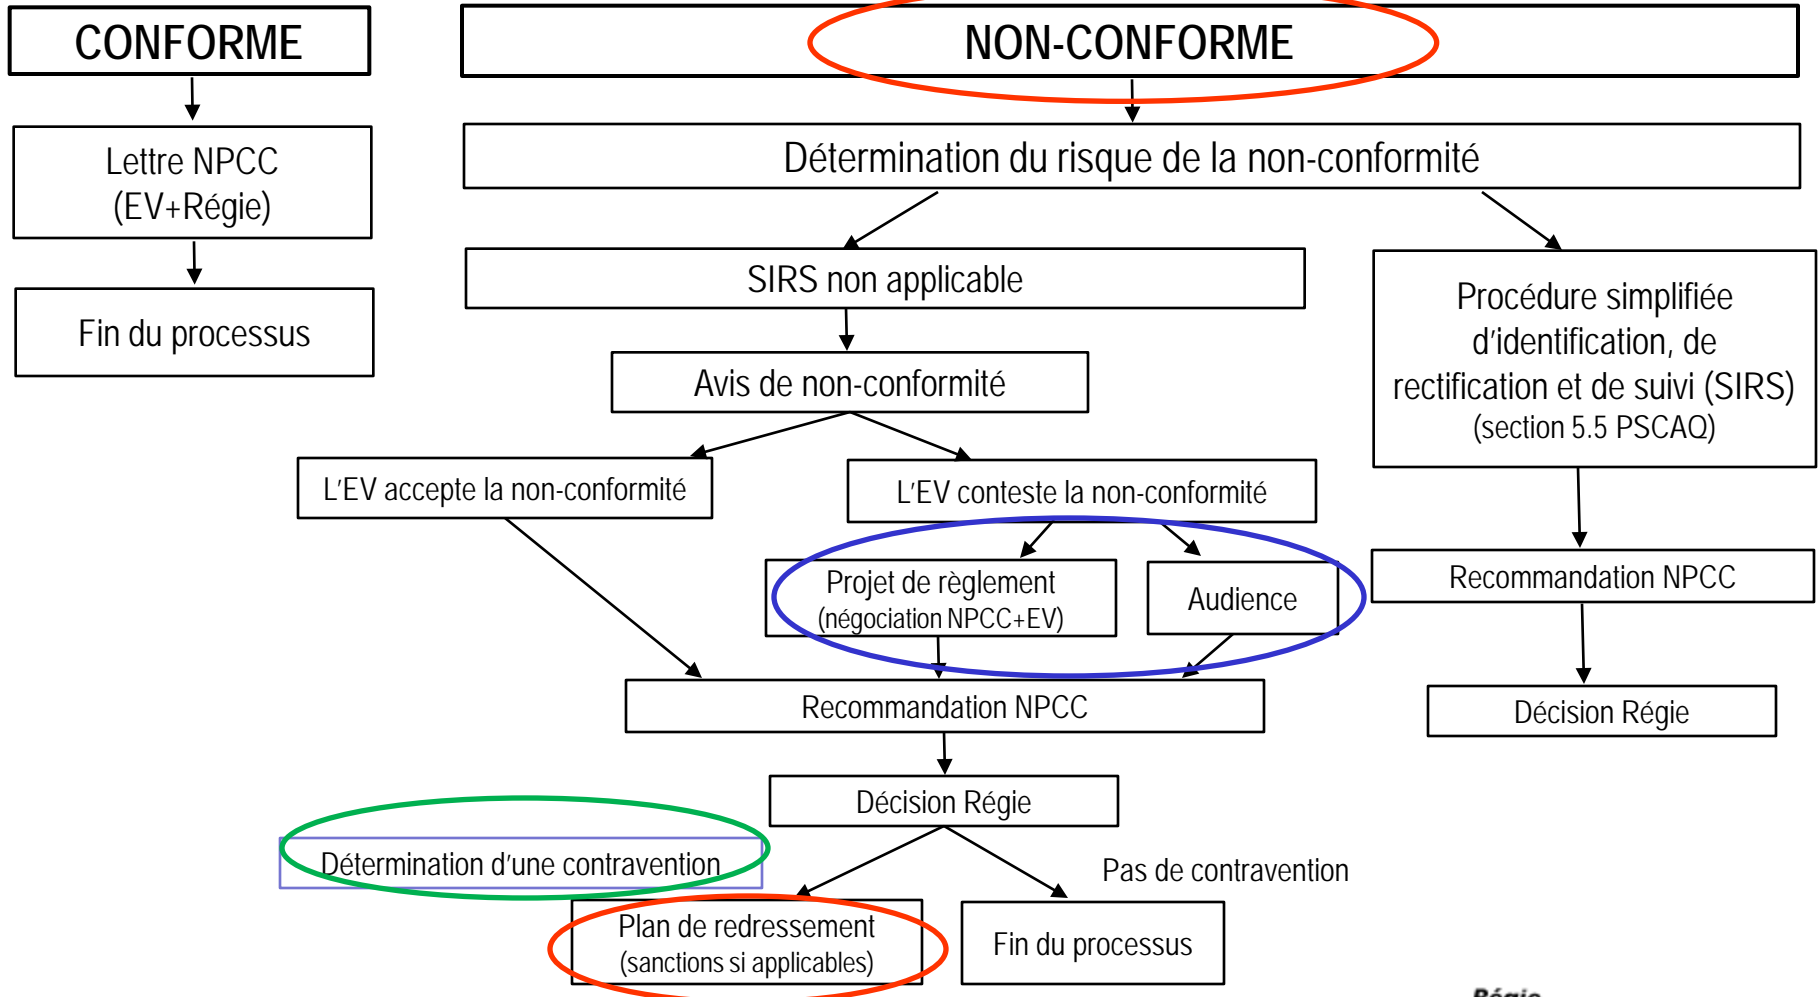 CONFORME
NON-CONFORME
Lettre NPCC
(EV+Régie)
Fin du processus
Détermination du risque de la non-conformité
SIRS non applicable
Procédure simplifiée
d'identification, de
rectification et de suivi (SIRS)
(section 5.5 PSCAQ)
Avis de non-conformité
L'EV accepte la non-conformité
L'EV conteste la non-conformité
Projet de règlement
(négociation NPCC+EV)
Audience
Recommandation NPCC
Recommandation NPCC
Décision Régie
Décision Régie
Détermination d'une contravention
Pas de contravention
Plan de redressement
(sanctions si applicables)
Fin du processus
Régie